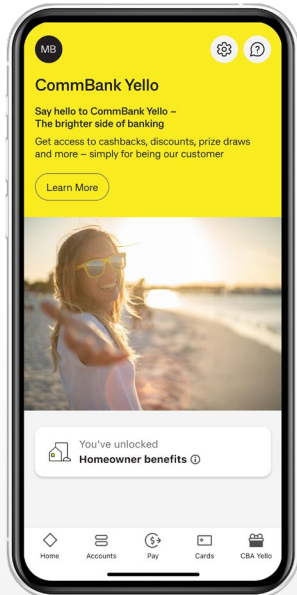 MB
CommBank Yello
Say hello to CommBank Yello –
The brighter side of banking
Get access to cashbacks, discounts, prize draws
and more – simply for being our customer
Learn More
You've unlocked
Homeowner benefits
Home Accounts Pay Cards CBA Yello